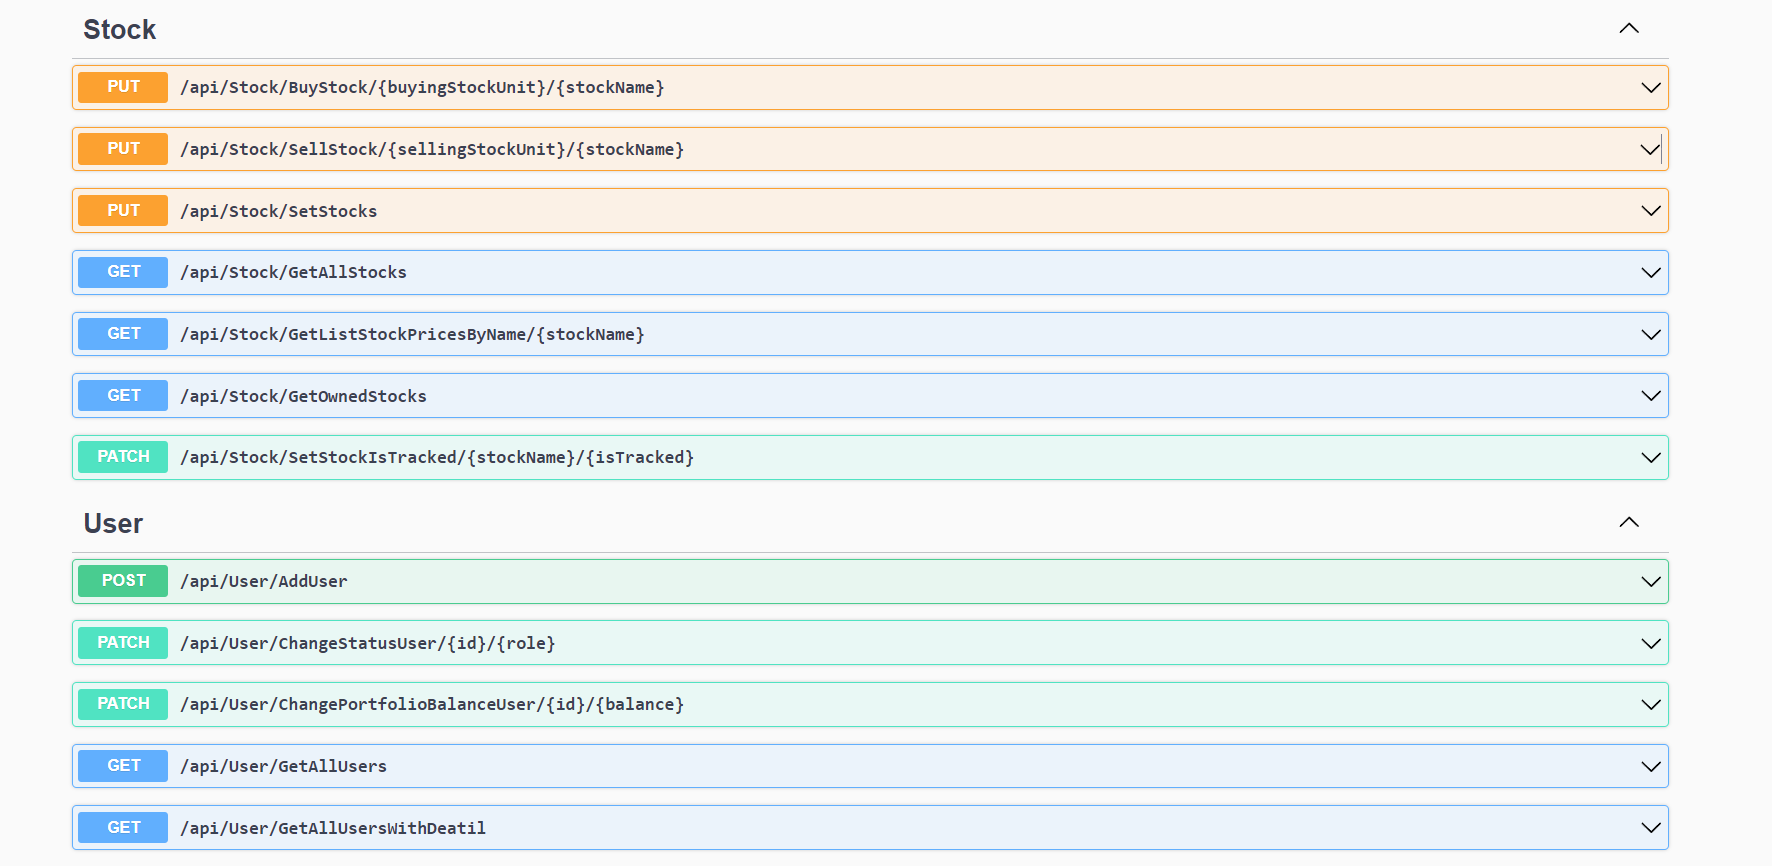 Stock
PUT /api/Stock/BuyStock/{buyingStockUnit}/{stockName}
PUT /api/Stock/SellStock/{sellingStockUnit}/{stockName}
PUT /api/Stock/SetStocks
GET /api/Stock/GetAllStocks
GET /api/Stock/GetListStockPricesByName/{stockName}
GET /api/Stock/GetOwnedStocks
PATCH /api/Stock/SetStockIsTracked/{stockName}/{isTracked}
User
POST /api/User/AddUser
PATCH /api/User/ChangeStatusUser/{id}/{role}
PATCH /api/User/ChangePortfolioBalanceUser/{id}/{balance}
GET /api/User/GetAllUsers
GET /api/User/GetAllUsersWithDeatil